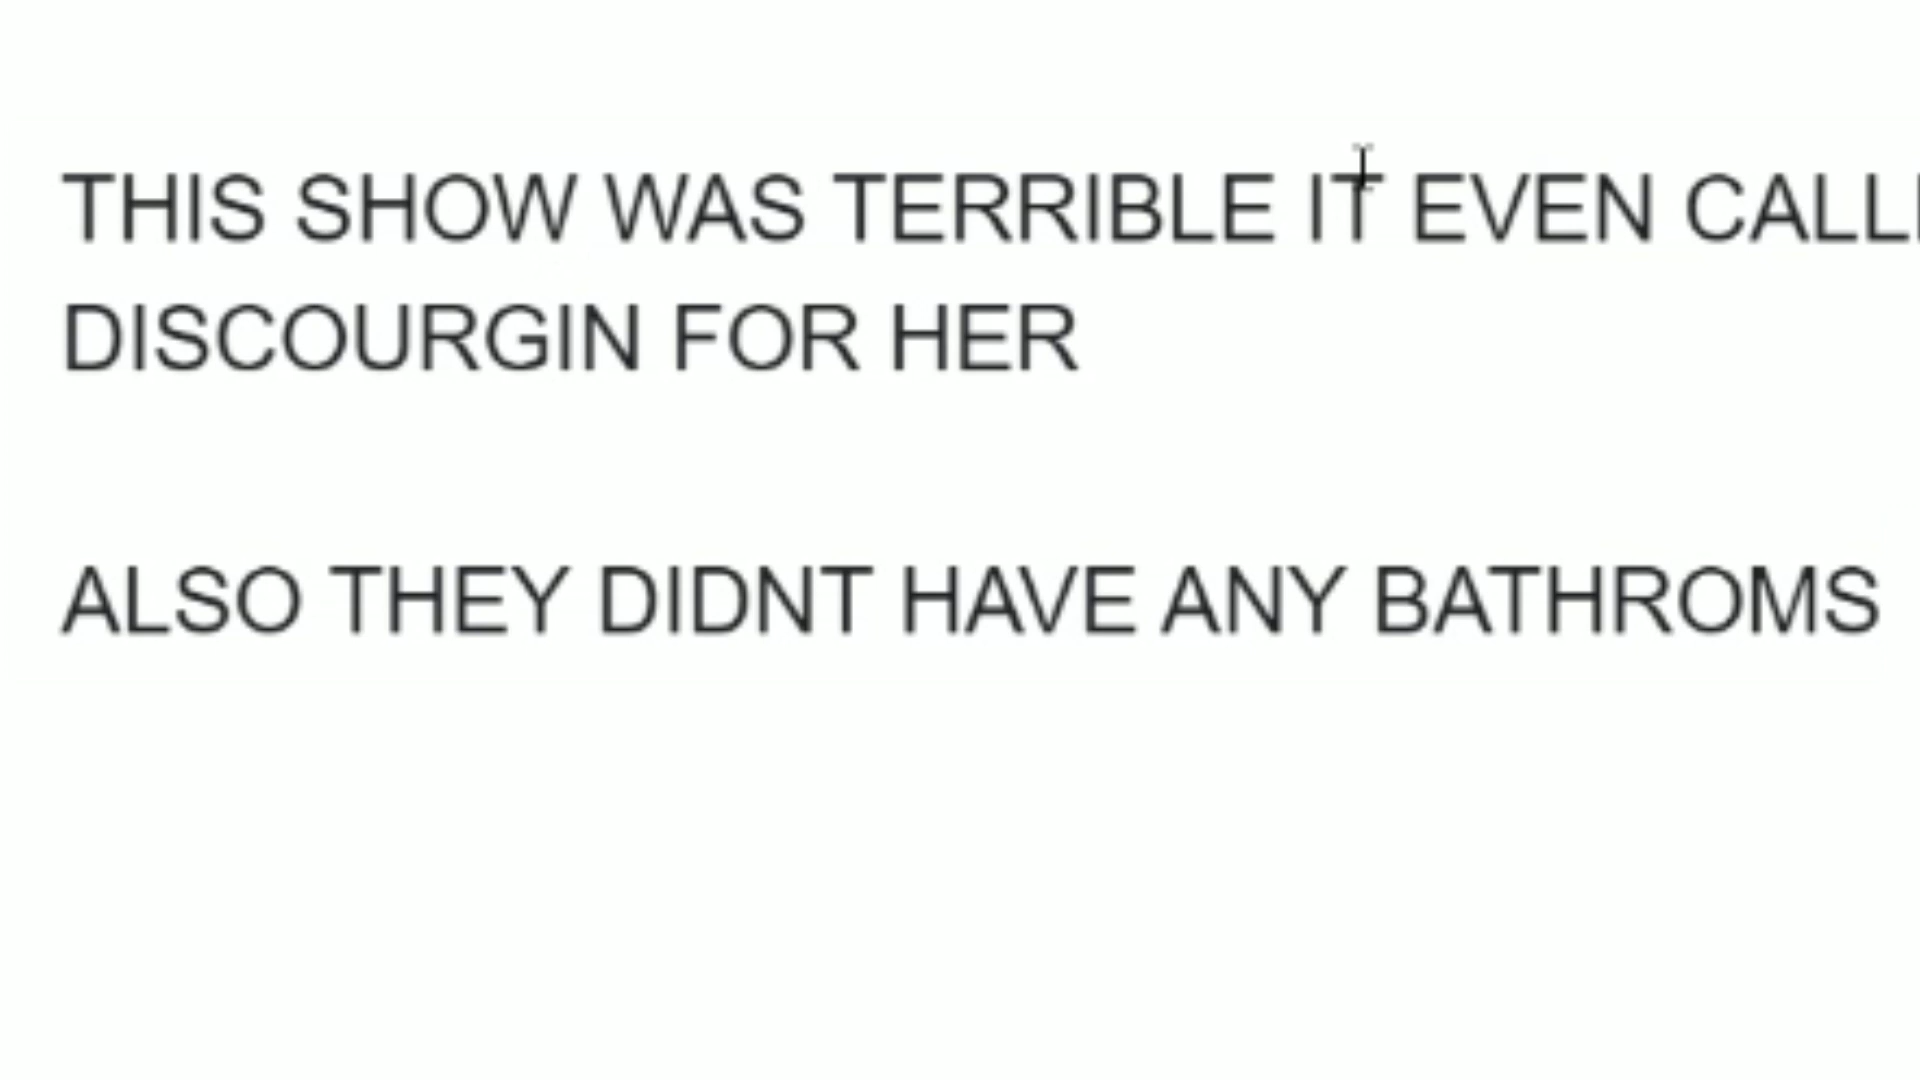 THIS SHOW WAS TERRIBLE IT EVEN
DISCOURGIN FOR HER
ALSO THEY DIDNT HAVE ANY BATHROMS